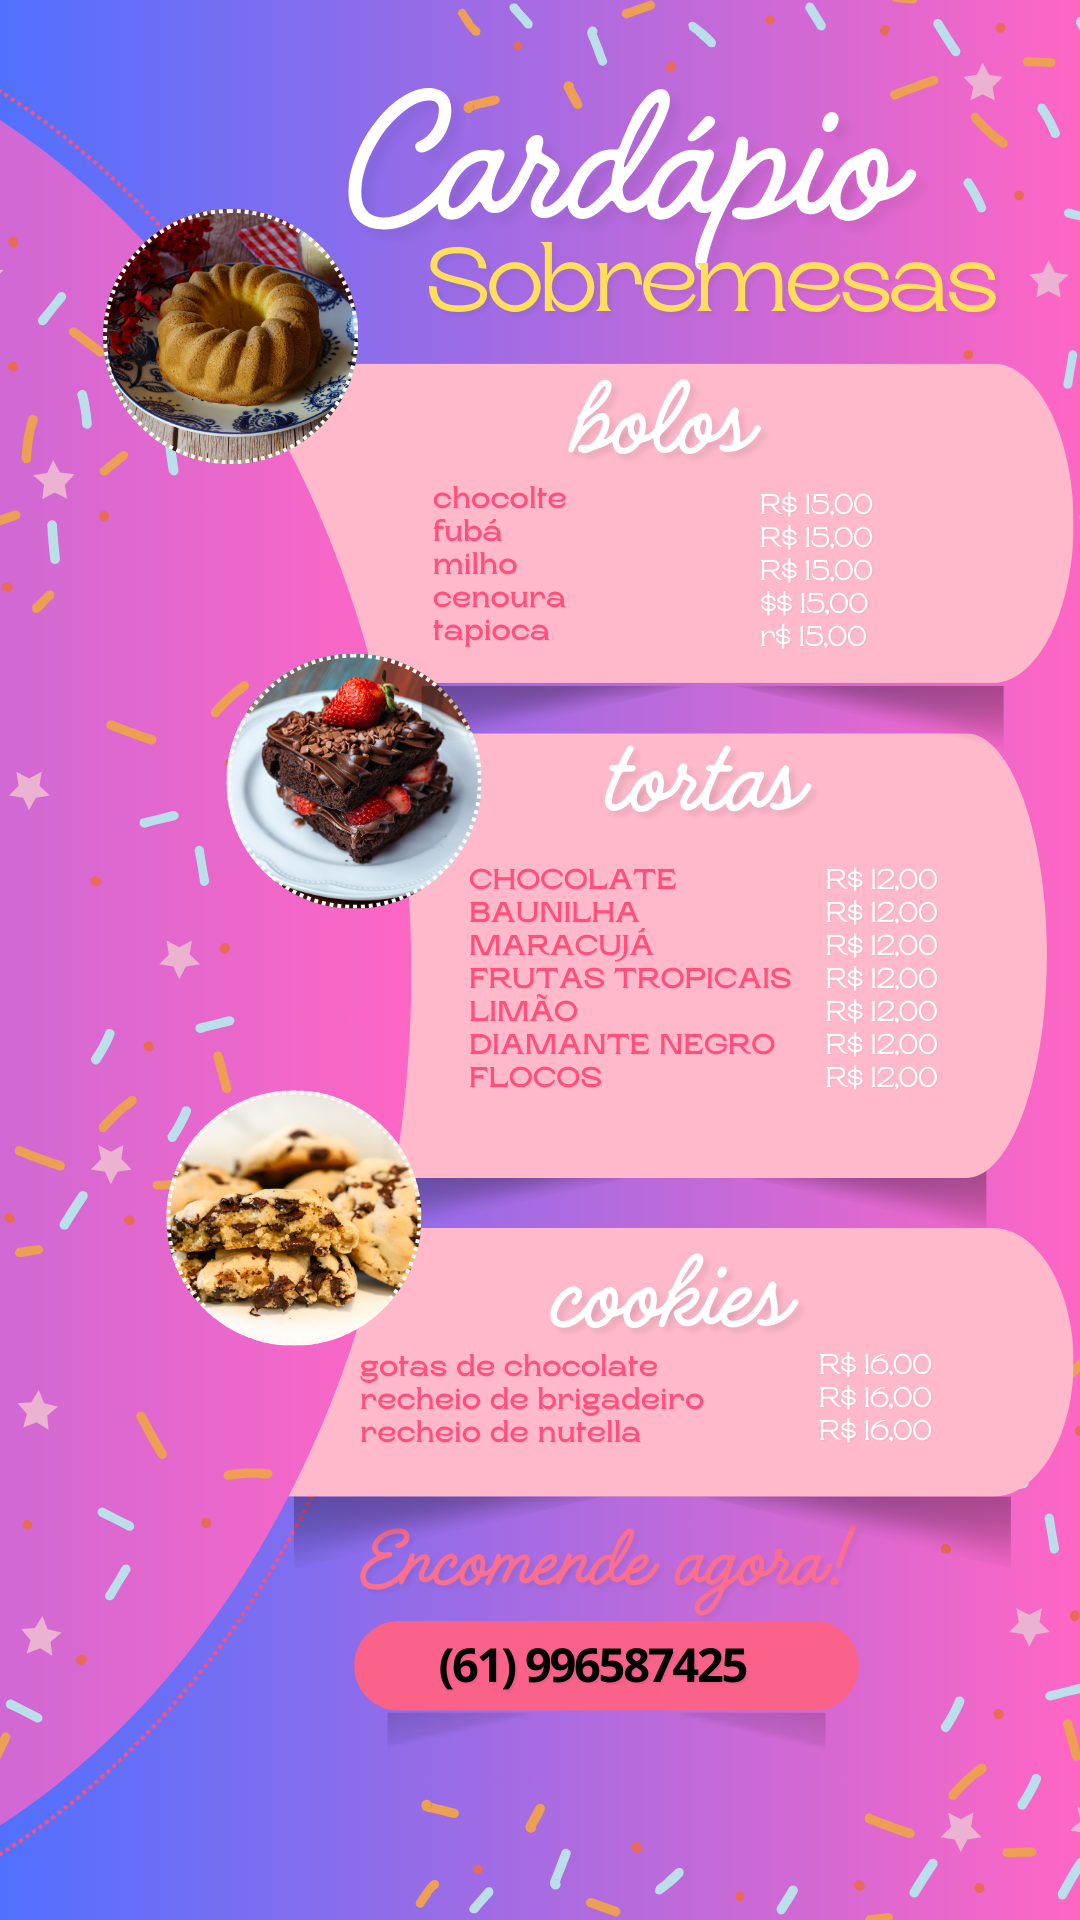 Cardápio
Sobremesas
bolos
chocolte R$ 15,00
fubá R$ 15,00
milho R$ 15,00
cenoura $$ 15,00
tapioca r$ 15,00
tortas
CHOCOLATE R$ 12,00
BAUNILHA R$ 12,00
MARACUJÁ R$ 12,00
FRUTAS TROPICAIS R$ 12,00
LIMÃO R$ 12,00
DIAMANTE NEGRO R$ 12,00
FLOCOS R$ 12,00
cookies
gotas de chocolate R$ 16,00
recheio de brigadeiro R$ 16,00
recheio de nutella R$ 16,00
Encomende agora!
(61) 996587425